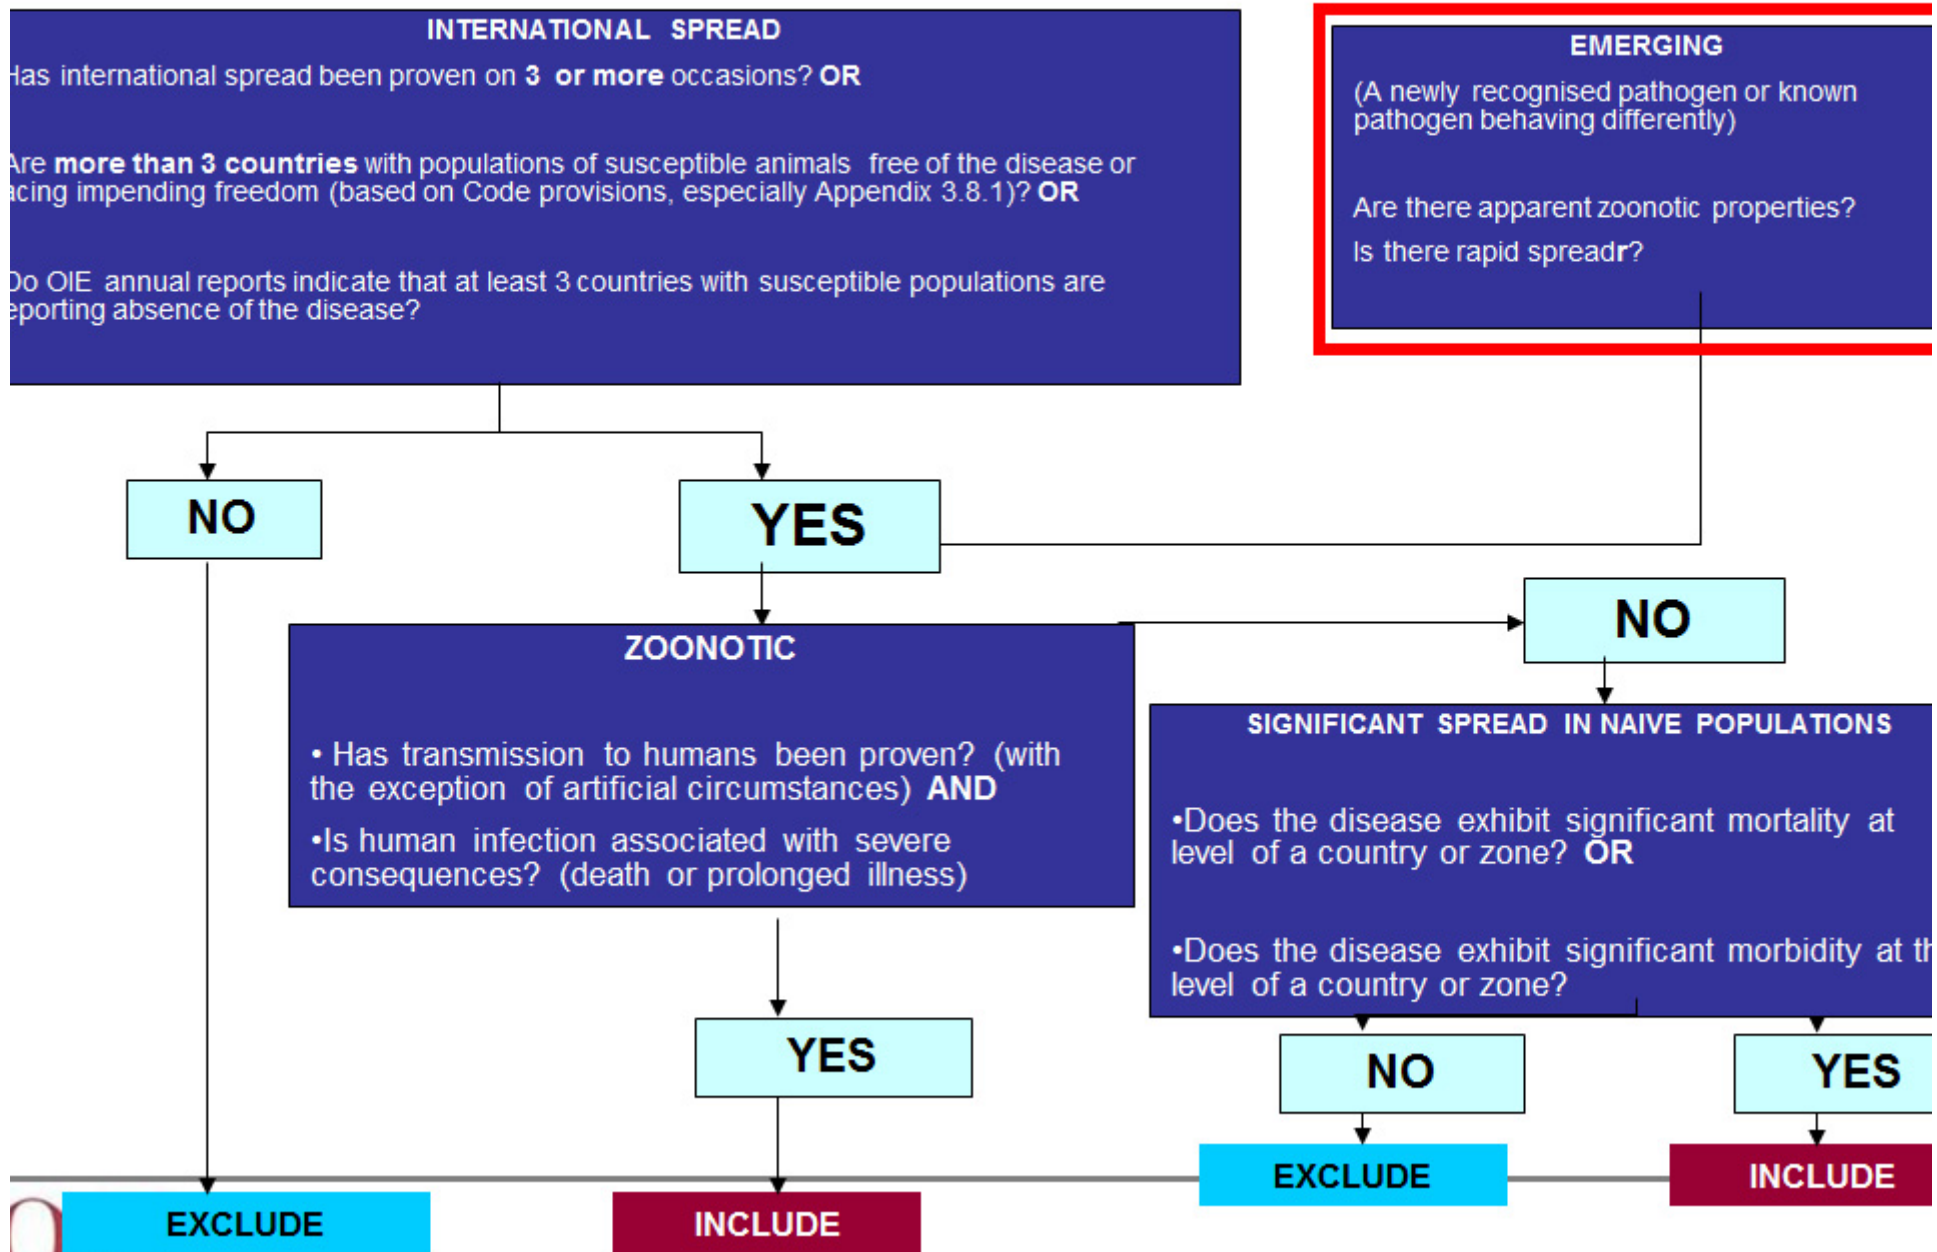 INTERNATIONAL SPREAD
Has international spread been proven on 3 or more occasions? OR
Are more than 3 countries with populations of susceptible animals free of the disease or
acing impending freedom (based on Code provisions, especially Appendix 3.8.1)? OR
Do OIE annual reports indicate that at least 3 countries with susceptible populations are
eporting absence of the disease?
EMERGING
(A newly recognised pathogen or known
pathogen behaving differently)
Are there apparent zoonotic properties?
Is there rapid spreadr?
NO
YES
NO
ZOONOTIC
• Has transmission to humans been proven? (with
the exception of artificial circumstances) AND
•Is human infection associated with severe
consequences? (death or prolonged illness)
SIGNIFICANT SPREAD IN NAIVE POPULATIONS
•Does the disease exhibit significant mortality at
level of a country or zone? OR
•Does the disease exhibit significant morbidity at th
level of a country or zone?
YES
NO
YES
EXCLUDE
INCLUDE
EXCLUDE
INCLUDE